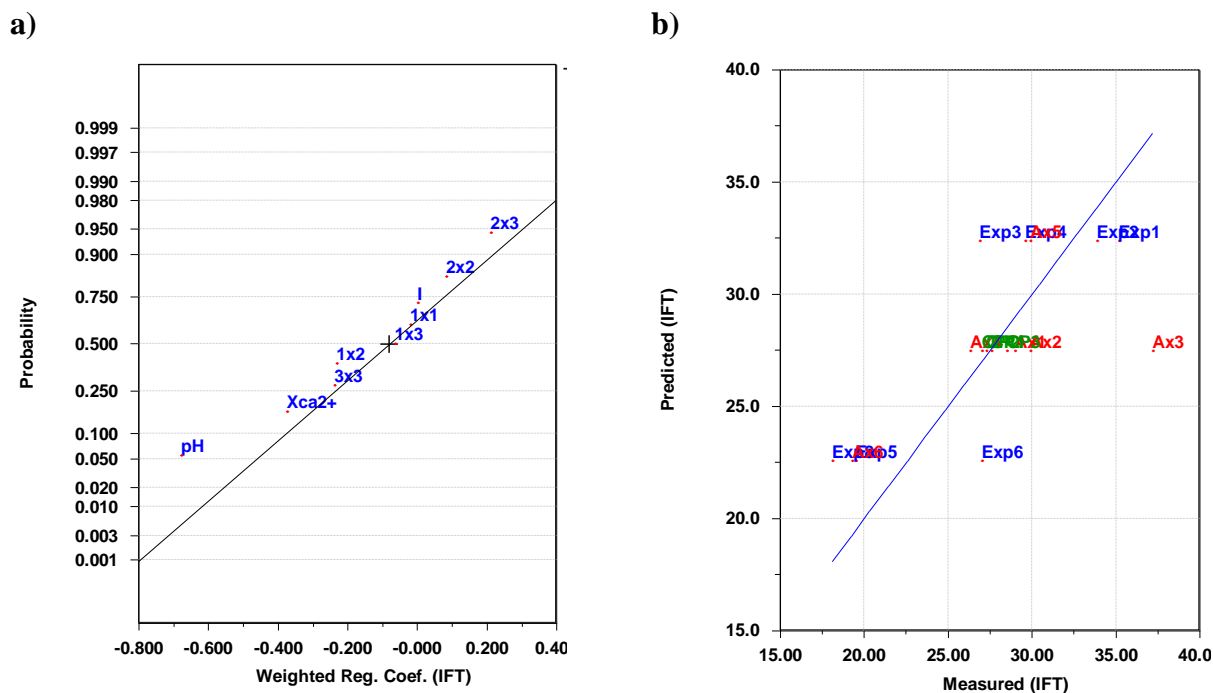 a)
b)
0.999
0.997
0.990
0.980
0.950
0.900
0.750
0.500
0.250
0.100
0.050
0.020
0.010
0.003
0.001
Probability
2x3
2x2
I
1x1
1x3
1x2
3x3
Xca2+
pH
-0.800 -0.600 -0.400 -0.200 -0.000 0.200 0.40
Weighted Reg. Coef. (IFT)
40.0
35.0
30.0
25.0
20.0
15.0
Predicted (IFT)
Exp3 Exp4 Ax5 Exp1
Ax3
Exp5 Exp6
15.00 20.00 25.00 30.00 35.00 40.0
Measured (IFT)